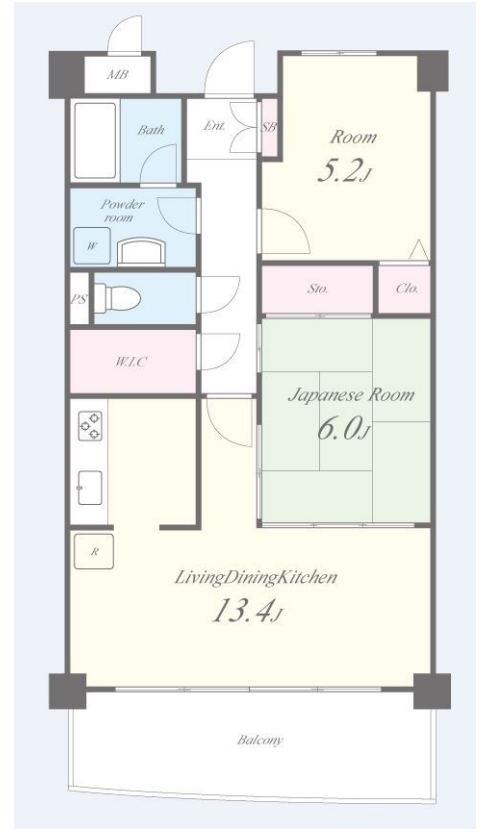 MB
Bath
Ent.
SB
Room
5.2J
Powder
room
W
PS
Sto.
Clo.
W.I.C
Japanese Room
6.0J
R
LivingDiningKitchen
13.4J
Balcony